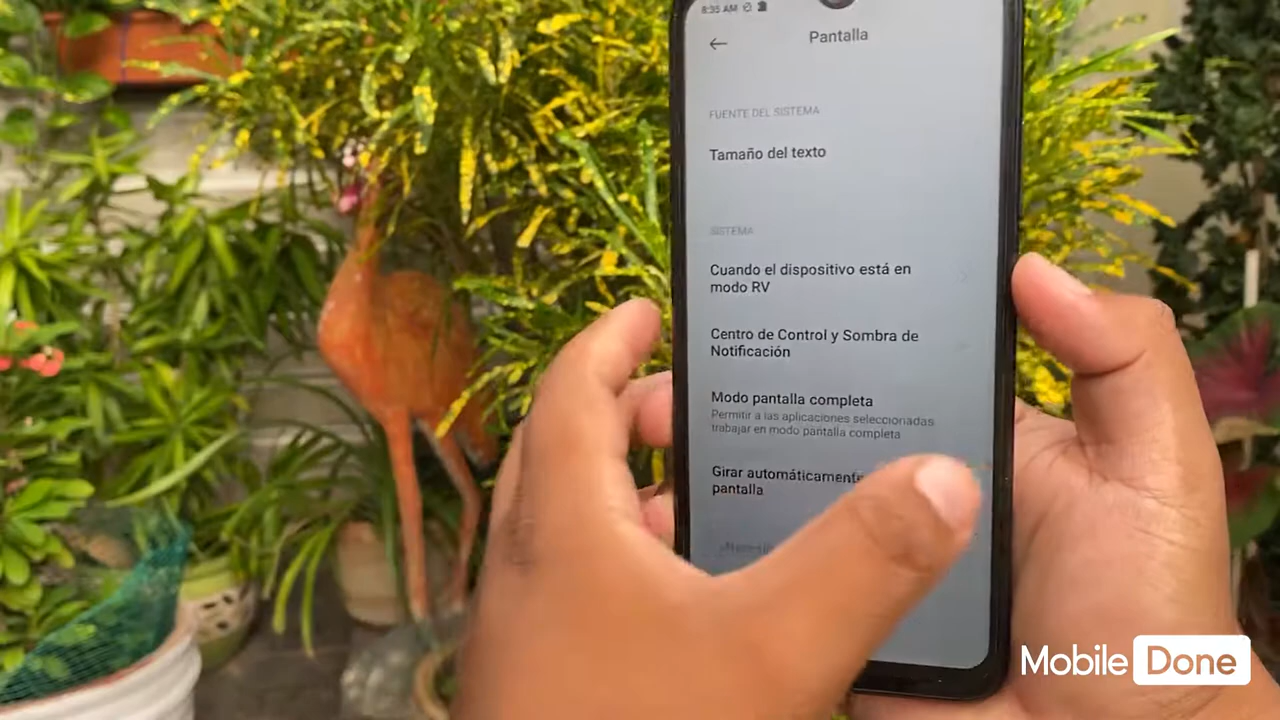 8:35 AM
Pantalla
FUENTE DEL SISTEMA
Tamaño del texto
SISTEMA
Cuando el dispositivo está en
modo RV
Centro de Control y Sombra de
Notificación
Modo pantalla completa
Permitir a las aplicaciones seleccionadas
trabajar en modo pantalla completa
Girar automáticamente
pantalla
Mobile Done